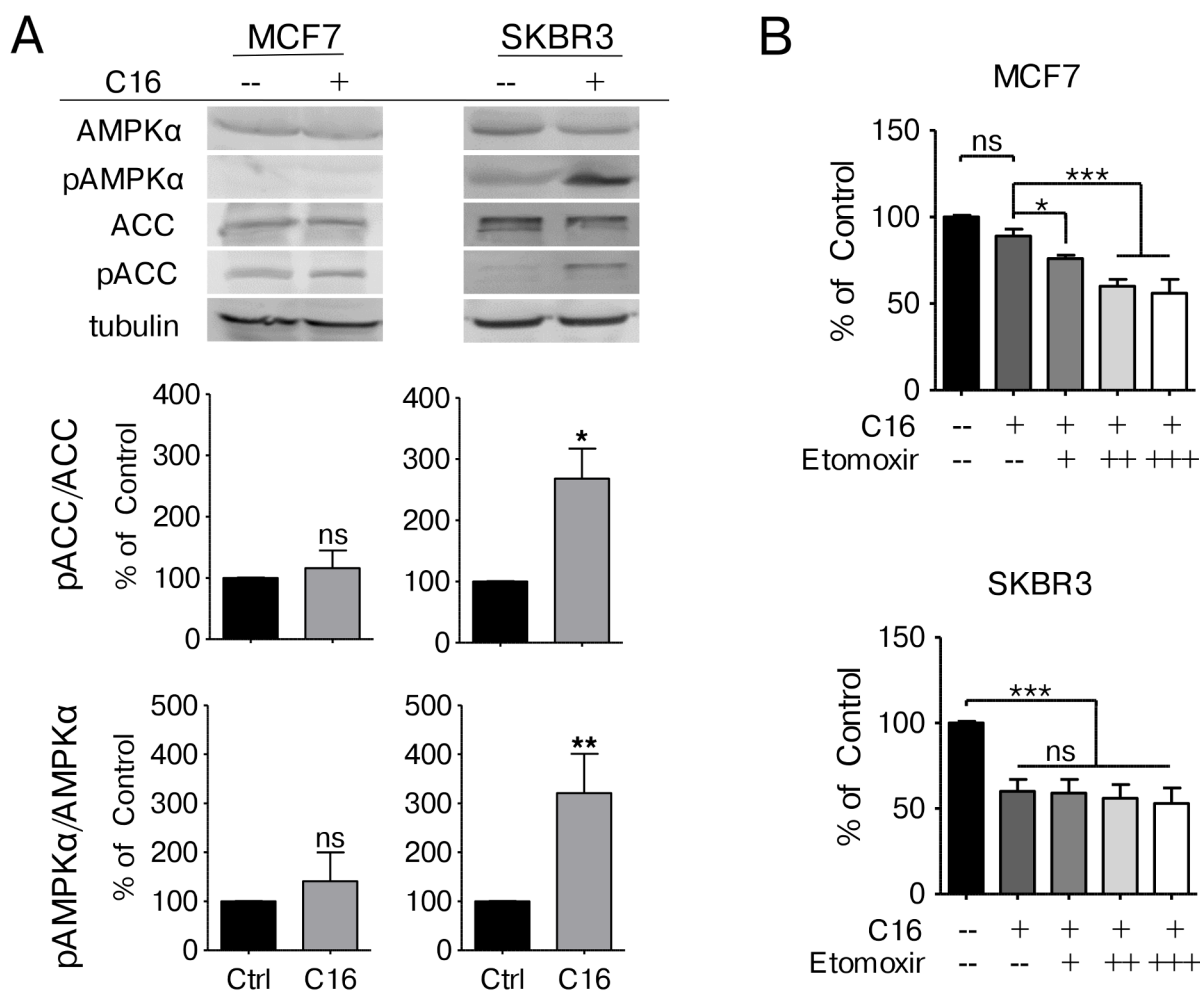 A
MCF7 SKBR3
C16 -- + -- +
AMPKα
pAMPKα
ACC
pACC
tubulin
pACC/ACC
% of Control
400
300
200
100
0
ns
400
300
200
100
0
*
pAMPKα/AMPKα
% of Control
500
400
300
200
100
0
ns
Ctrl C16
500
400
300
200
100
0
**
Ctrl C16
B
MCF7
% of Control
150
100
50
0
ns
***
*
C16 -- + + + +
Etomoxir -- -- + ++ +++
SKBR3
% of Control
150
100
50
0
***
ns
C16 -- + + + +
Etomoxir -- -- + ++ +++